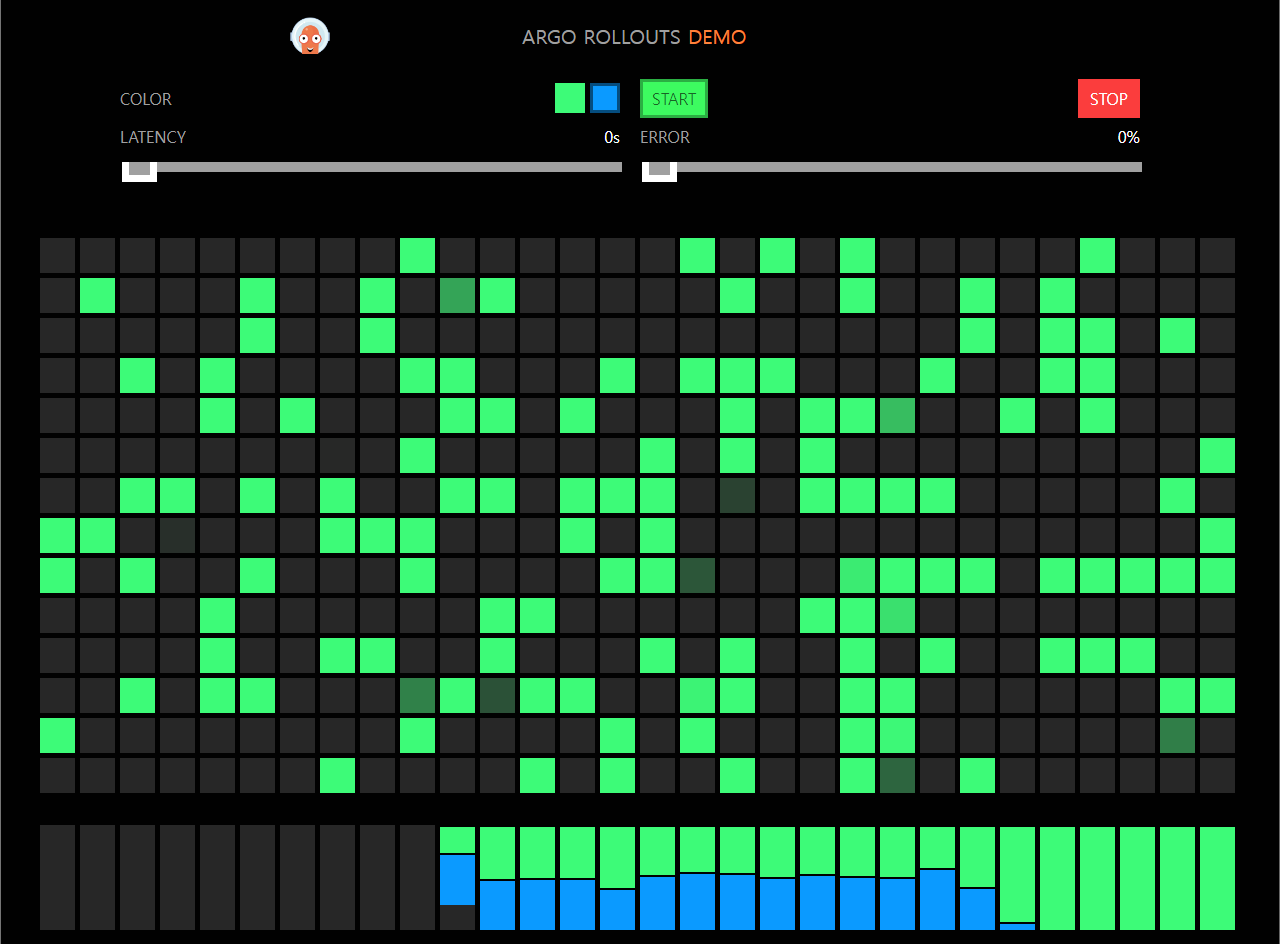 ARGO ROLLOUTS DEMO
COLOR
START
STOP
LATENCY
0s
ERROR
0%